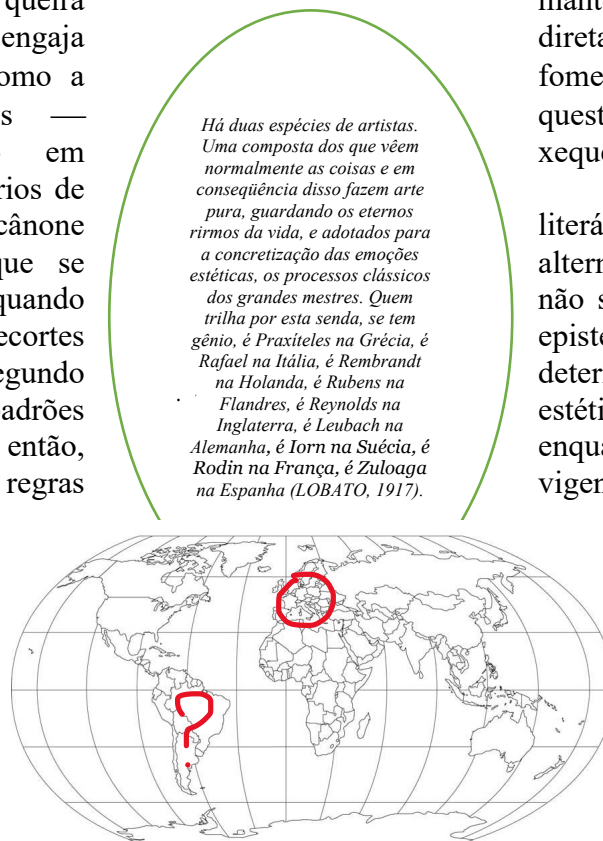 queira
engaja
omo a
s —
em
rios de
cânone
que se
quando
ecortes
egundo
adrões
então,
regras
Há duas espécies de artistas.
Uma composta dos que vêem
normalmente as coisas e em
conseqüência disso fazem arte
pura, guardando os eternos
rirmos da vida, e adotados para
a concretização das emoções
estéticas, os processos clássicos
dos grandes mestres. Quem
trilha por esta senda, se tem
gênio, é Praxíteles na Grécia, é
Rafael na Itália, é Rembrandt
na Holanda, é Rubens na
Flandres, é Reynolds na
Inglaterra, é Leubach na
Alemanha, é Iorn na Suécia, é
Rodin na França, é Zuloaga
na Espanha (LOBATO, 1917).
direta
fome
quest
xeque
literá
altern
não s
episte
deter
estéti
enqua
vigen
?